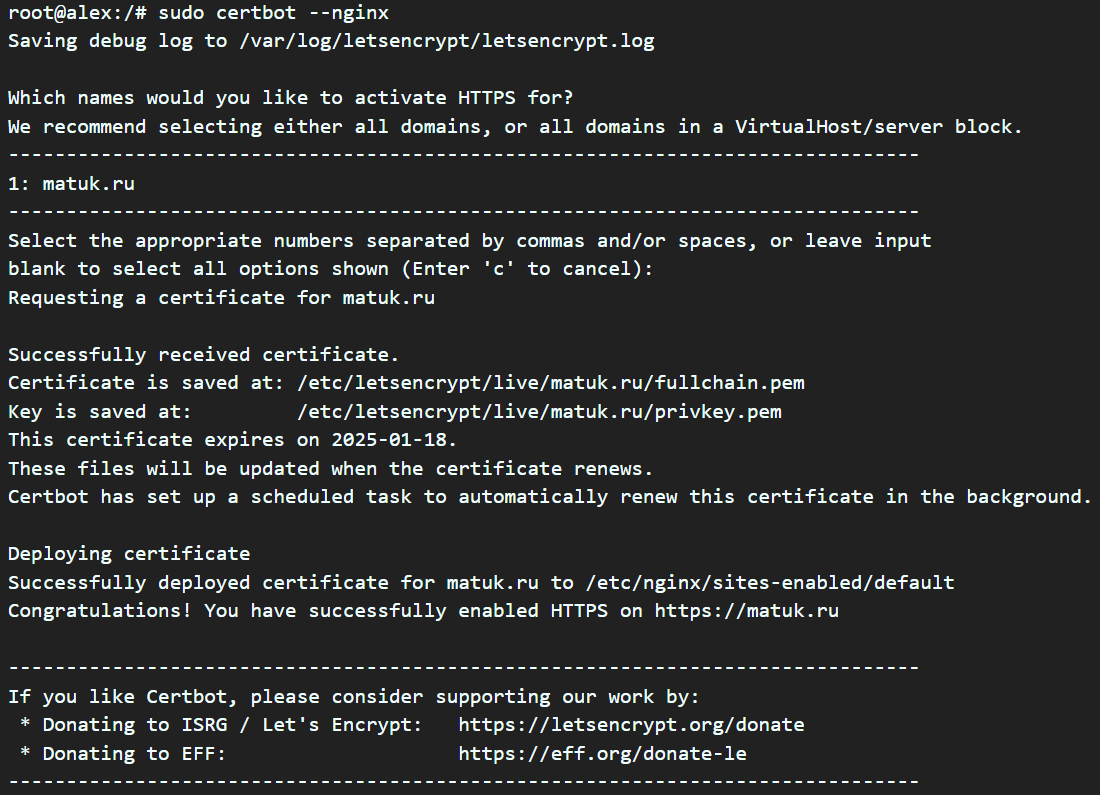 root@alex:/# sudo certbot --nginx
Saving debug log to /var/log/letsencrypt/letsencrypt.log
Which names would you like to activate HTTPS for?
We recommend selecting either all domains, or all domains in a VirtualHost/server block.
-------------------------------------------------------------------------------
1: matuk.ru
-------------------------------------------------------------------------------
Select the appropriate numbers separated by commas and/or spaces, or leave input
blank to select all options shown (Enter 'c' to cancel):
Requesting a certificate for matuk.ru
Successfully received certificate.
Certificate is saved at: /etc/letsencrypt/live/matuk.ru/fullchain.pem
Key is saved at:         /etc/letsencrypt/live/matuk.ru/privkey.pem
This certificate expires on 2025-01-18.
These files will be updated when the certificate renews.
Certbot has set up a scheduled task to automatically renew this certificate in the background.
Deploying certificate
Successfully deployed certificate for matuk.ru to /etc/nginx/sites-enabled/default
Congratulations! You have successfully enabled HTTPS on https://matuk.ru
-------------------------------------------------------------------------------
If you like Certbot, please consider supporting our work by:
 * Donating to ISRG / Let's Encrypt:   https://letsencrypt.org/donate
 * Donating to EFF:                    https://eff.org/donate-le
-------------------------------------------------------------------------------